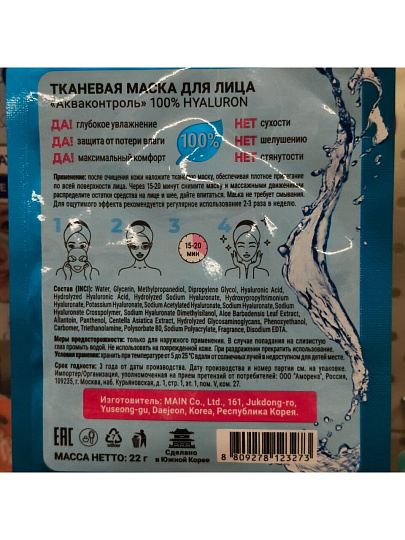 ТКАНЕВАЯ МАСКА ДЛЯ ЛИЦА
«Акваконтроль» 100% HYALURON
ДА! глубокое увлажнение
НЕТ сухости
ДА! защита от потери влаги
100%
НЕТ шелушению
ДА! максимальный комфорт
НЕТ стянутости
Применение: после очищения кожи наложите тканевую маску, обеспечивая плотное прилегание
по всей поверхности лица. Через 15-20 минут снимите маску и массажными движениями
распределите остатки средства на лице и шее, дайте впитаться. Маска не требует смывания.
Для ощутимого эффекта рекомендуется регулярное использование 2-3 раза в неделю.
1 2 3 4
15-20
МИН
Состав (INCI): Water, Glycerin, Methylpropanediol, Dipropylene Glycol, Hyaluronic Acid,
Hydrolyzed Hyaluronic Acid, Hydrolyzed Sodium Hyaluronate, Hydroxypropyltrimonium
Hyaluronate, Potassium Hyaluronate, Sodium Acetylated Hyaluronate, Sodium Hyaluronate, Sodium Hyaluronate
Crosspolymer, Sodium Hyaluronate Dimethylsilanol, Aloe Barbadensis Leaf Extract,
Allantoin, Panthenol, Centella Asiatica Extract, Hydrolyzed Glycosaminoglycans, Phenoxyethanol,
Carbomer, Triethanolamine, Polysorbate 80, Sodium Polyacrylate, Fragrance, Disodium EDTA.
Меры предосторожности: только для наружного применения. В случае попадания на слизистую
глаз промыть водой. Не использовать на поврежденной коже. При раздражении прекратить использование.
Условия хранения: хранить при температуре от 5 до 25°C вдали от солнечных лучей в недоступном для детей месте.
Срок годности: 3 года от даты производства. Дата производства и номер партии см. на упаковке.
Импортер/Организация, уполномоченная на принятие претензий от потребителей: ООО "Аморена", Россия,
109235, г. Москва, наб. Курьяновская, д. 1, стр. 1, эт. 1, пом. V, ком. 27.
Изготовитель: MAIN Co., Ltd., 161, Jukdong-ro,
Yuseong-gu, Daejeon, Korea, Республика Корея.
EAC
МАССА НЕТТО: 22 г
Сделано
в Южной Корее
8 809278 123273